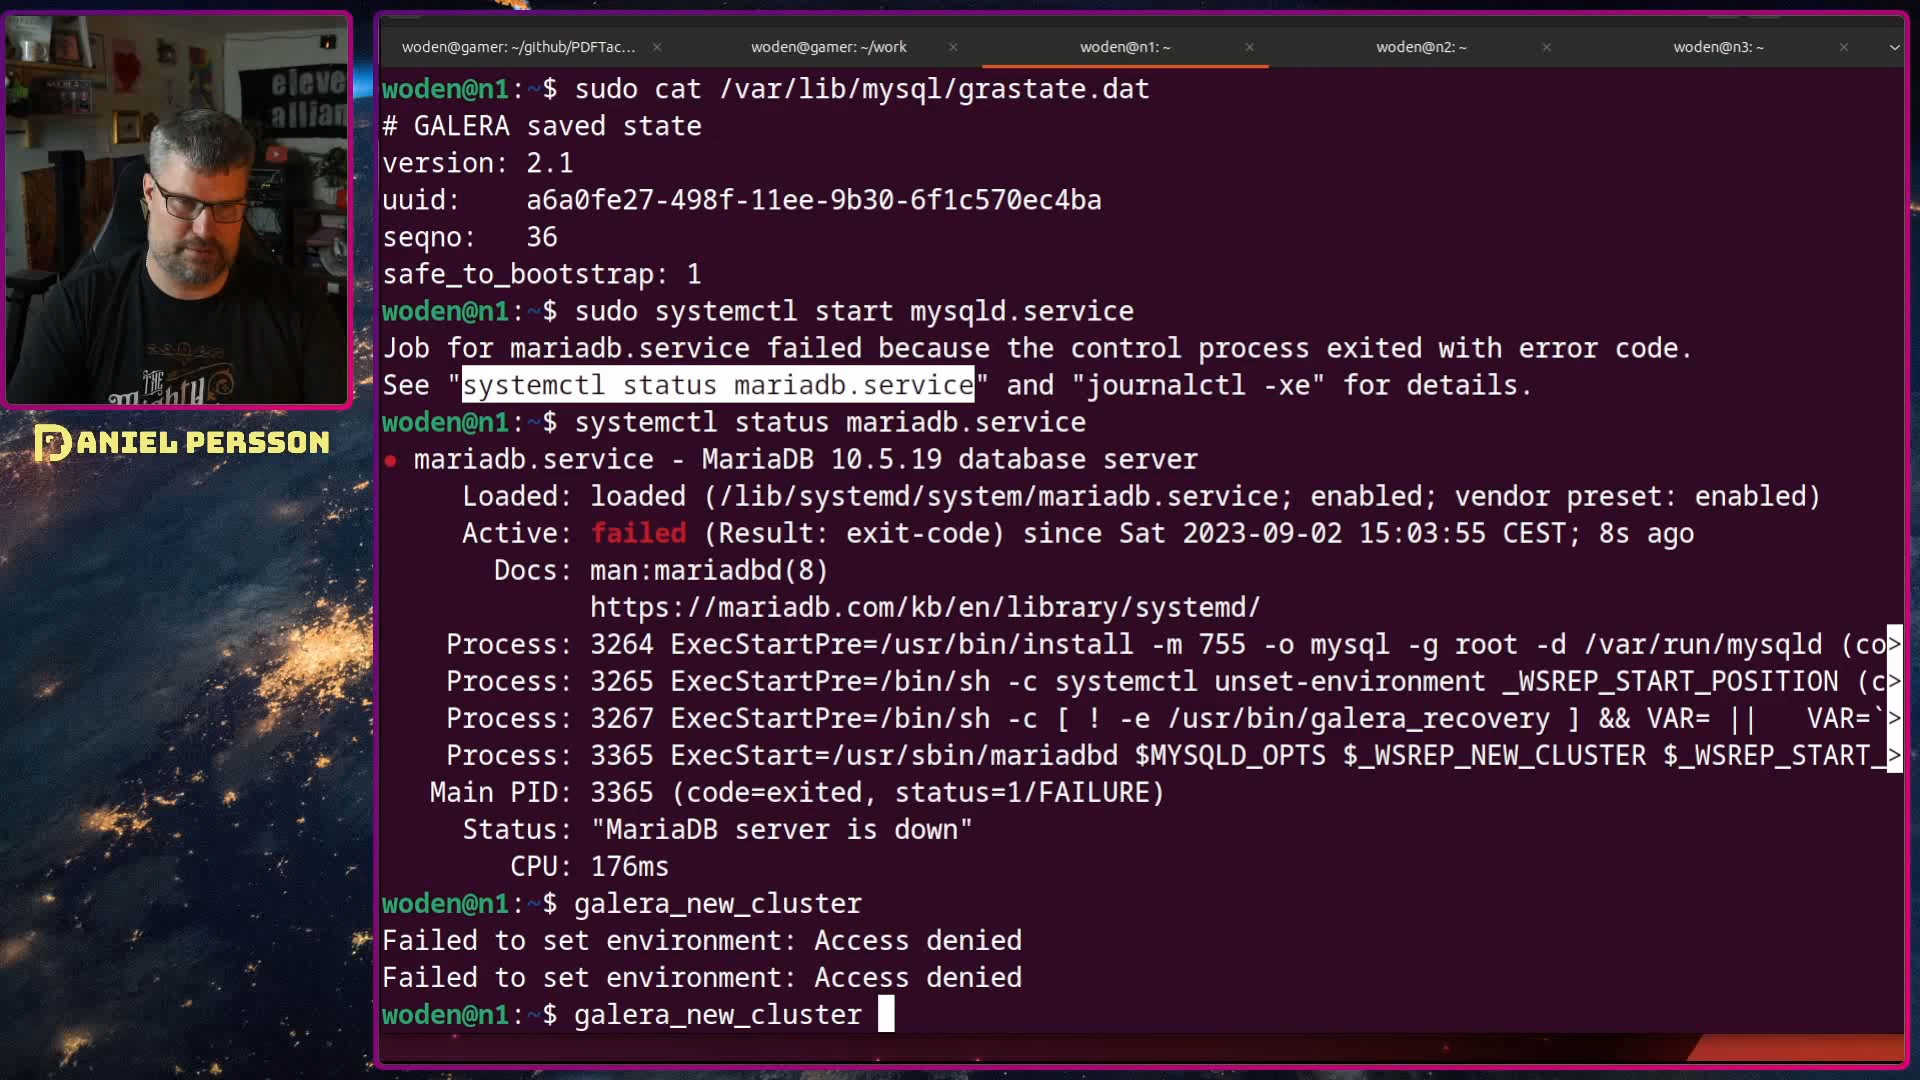 woden@gamer: ~/github/PDFTac... × woden@gamer: ~/work × woden@n1: ~ × woden@n2: ~ × woden@n3: ~ ×
woden@n1:~$ sudo cat /var/lib/mysql/grastate.dat
# GALERA saved state
version: 2.1
uuid:    a6a0fe27-498f-11ee-9b30-6f1c570ec4ba
seqno:   36
safe_to_bootstrap: 1
woden@n1:~$ sudo systemctl start mysqld.service
Job for mariadb.service failed because the control process exited with error code.
See "systemctl status mariadb.service" and "journalctl -xe" for details.
woden@n1:~$ systemctl status mariadb.service
● mariadb.service - MariaDB 10.5.19 database server
     Loaded: loaded (/lib/systemd/system/mariadb.service; enabled; vendor preset: enabled)
     Active: failed (Result: exit-code) since Sat 2023-09-02 15:03:55 CEST; 8s ago
       Docs: man:mariadbd(8)
             https://mariadb.com/kb/en/library/systemd/
    Process: 3264 ExecStartPre=/usr/bin/install -m 755 -o mysql -g root -d /var/run/mysqld (co>
    Process: 3265 ExecStartPre=/bin/sh -c systemctl unset-environment _WSREP_START_POSITION (c>
    Process: 3267 ExecStartPre=/bin/sh -c [ ! -e /usr/bin/galera_recovery ] && VAR= ||   VAR=`>
    Process: 3365 ExecStart=/usr/sbin/mariadbd $MYSQLD_OPTS $_WSREP_NEW_CLUSTER $_WSREP_START_>
   Main PID: 3365 (code=exited, status=1/FAILURE)
     Status: "MariaDB server is down"
        CPU: 176ms
woden@n1:~$ galera_new_cluster
Failed to set environment: Access denied
Failed to set environment: Access denied
woden@n1:~$ galera_new_cluster
DANIEL PERSSON
THE
Mighty